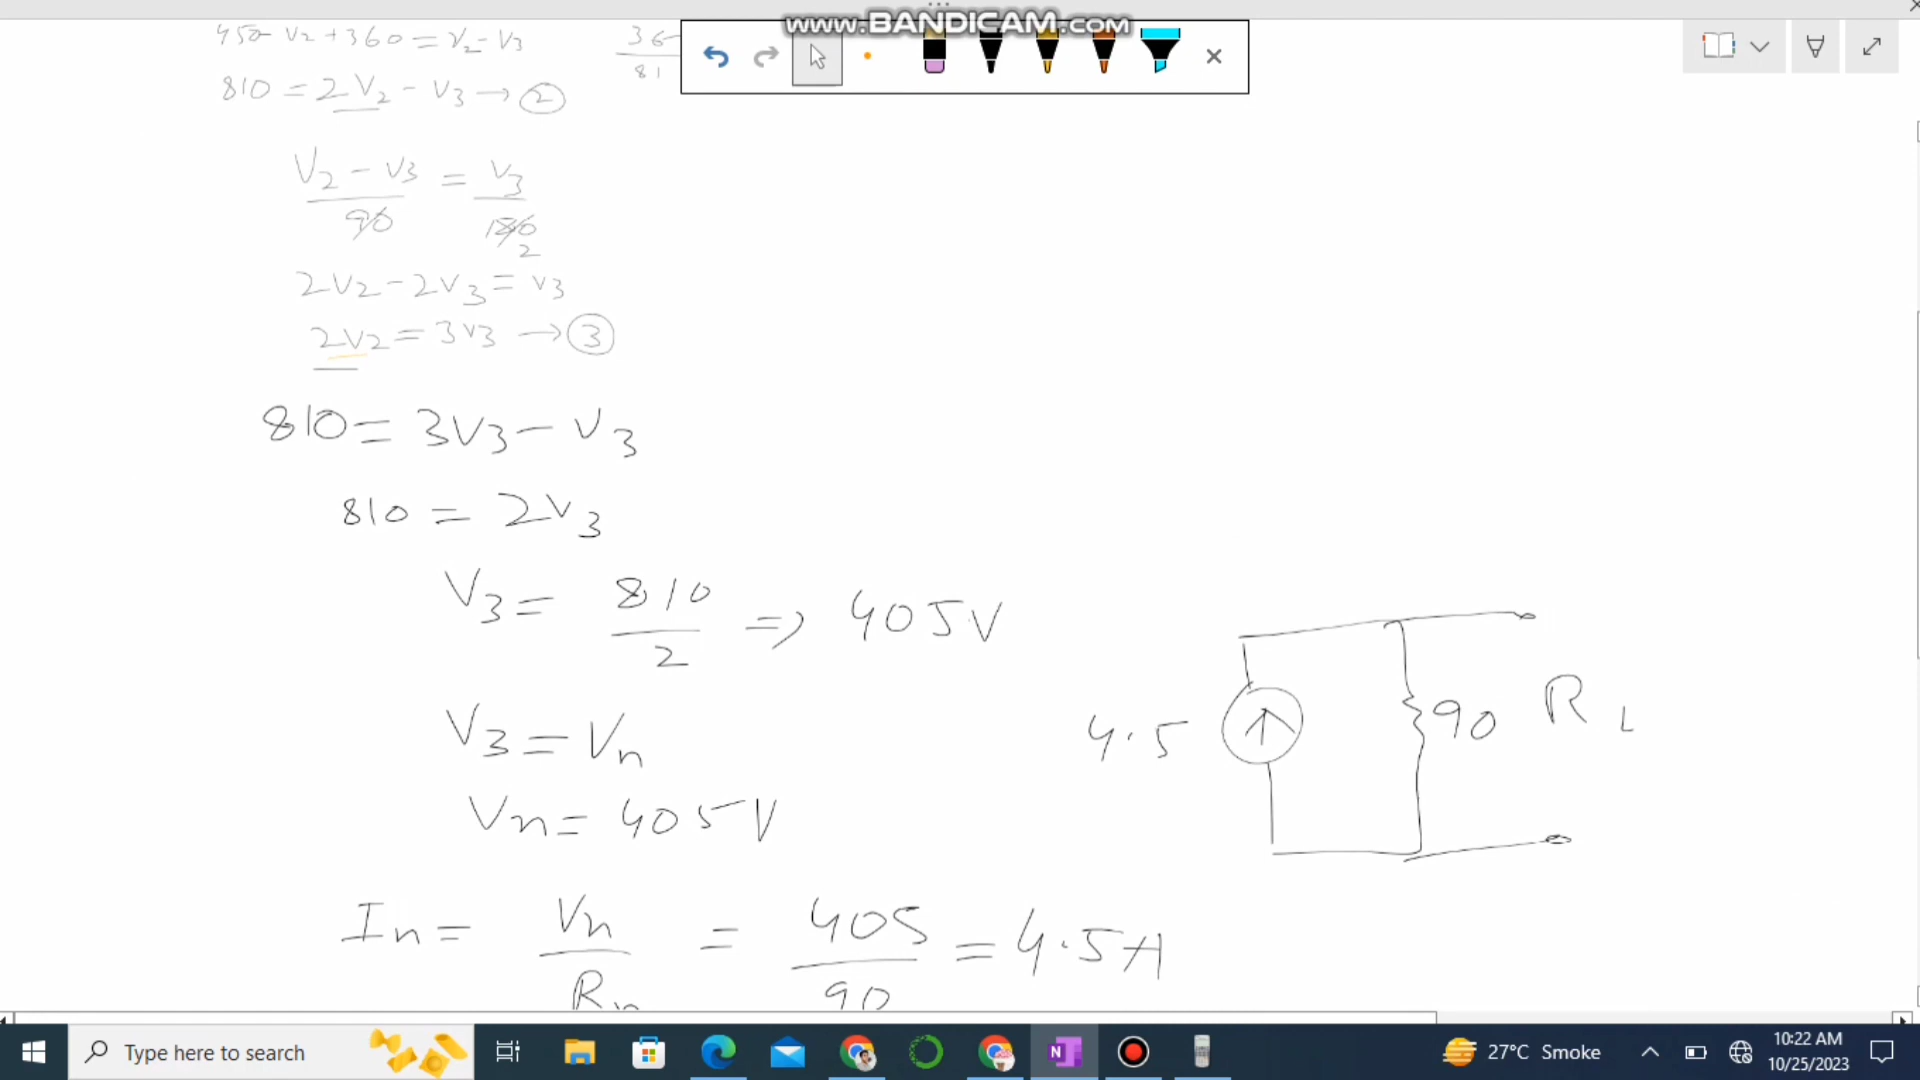 www.BANDICAM.com
450 - V2 + 360 = V2 - V3
36
81
810 = 2V2 - V3 → ②
V2 - V3 / 90 = V3 / 180
2
2V2 - 2V3 = V3
2V2 = 3V3 → ③
810 = 3V3 - V3
810 = 2V3
V3 = 810 / 2 => 405V
V3 = Vn
Vn = 405V
4.5
90
RL
In = Vn / Rn = 405 / 90 = 4.5A
Type here to search
27°C Smoke
10:22 AM
10/25/2023